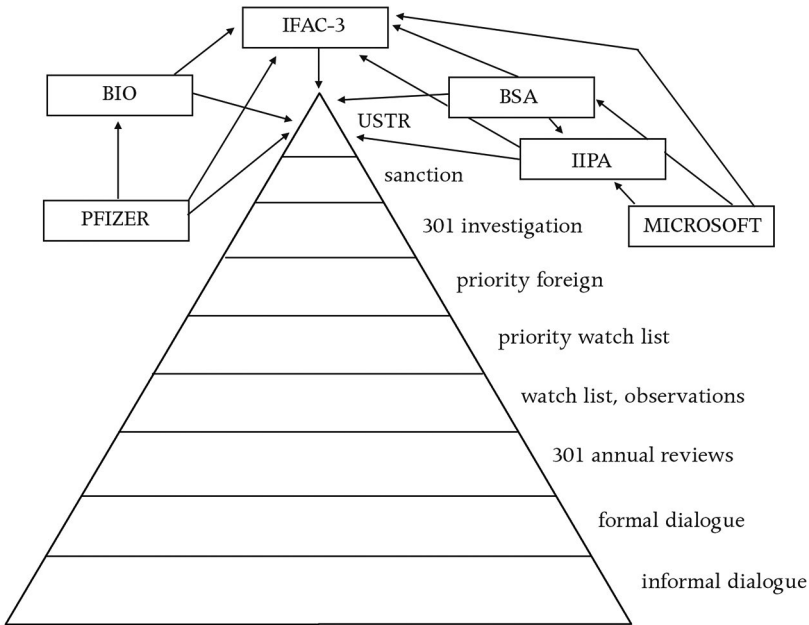 IFAC-3
BIO
BSA
USTR
IIPA
sanction
PFIZER
301 investigation
MICROSOFT
priority foreign
priority watch list
watch list, observations
301 annual reviews
formal dialogue
informal dialogue